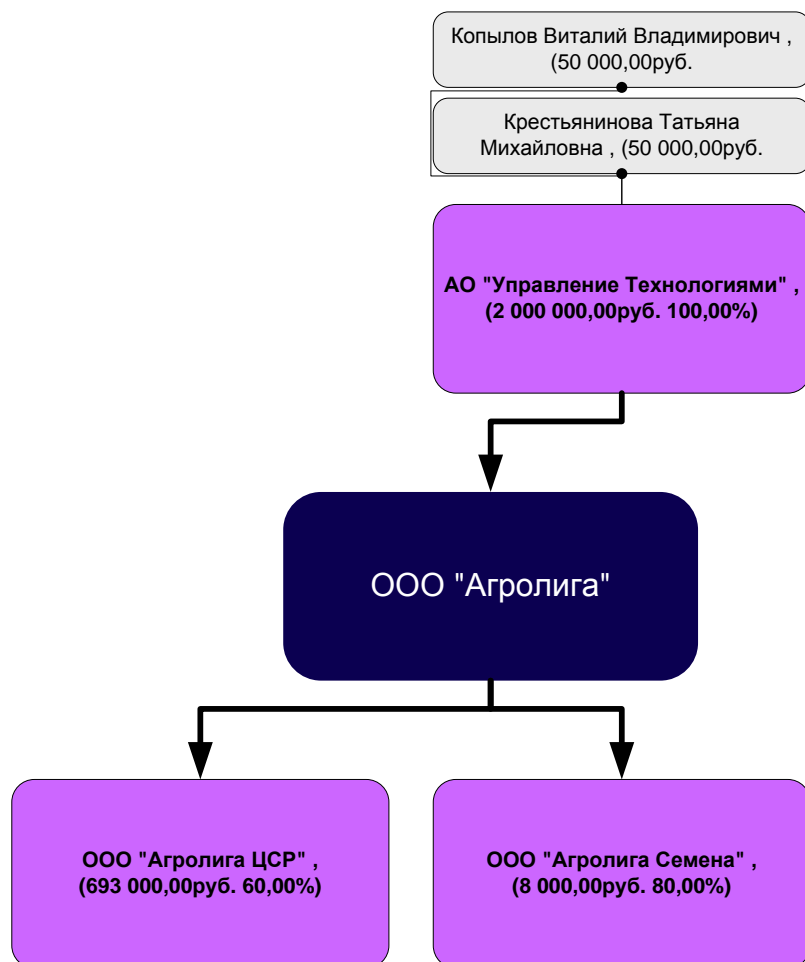 Копылов Виталий Владимирович ,
(50 000,00руб.
Крестьянинова Татьяна
Михайловна , (50 000,00руб.
АО "Управление Технологиями" ,
(2 000 000,00руб. 100,00%)
ООО "Агролига"
ООО "Агролига ЦСР" ,
(693 000,00руб. 60,00%)
ООО "Агролига Семена" ,
(8 000,00руб. 80,00%)